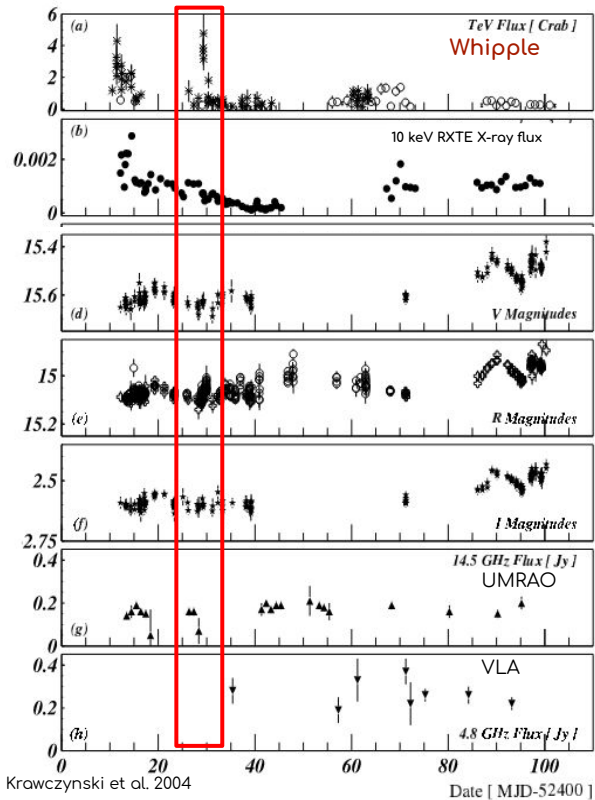 6
(a)
TeV Flux [ Crab]
Whipple
4
2
0
(b)
10 keV RXTE X-ray flux
0.002
0
15.4
15.6
(d)
V Magnitudes
15
15.2
(e)
R Magnitudes
2.5
(f)
I Magnitudes
2.75
0.4
14.5 GHz Flux [ Jy]
UMRAO
0.2
(g)
0
0.4
VLA
0.2
(h)
4.8 GHz Flux [ Jy ]
0
0 20 40 60 80 100
Krawczynski et al. 2004
Date [ MJD-52400 ]